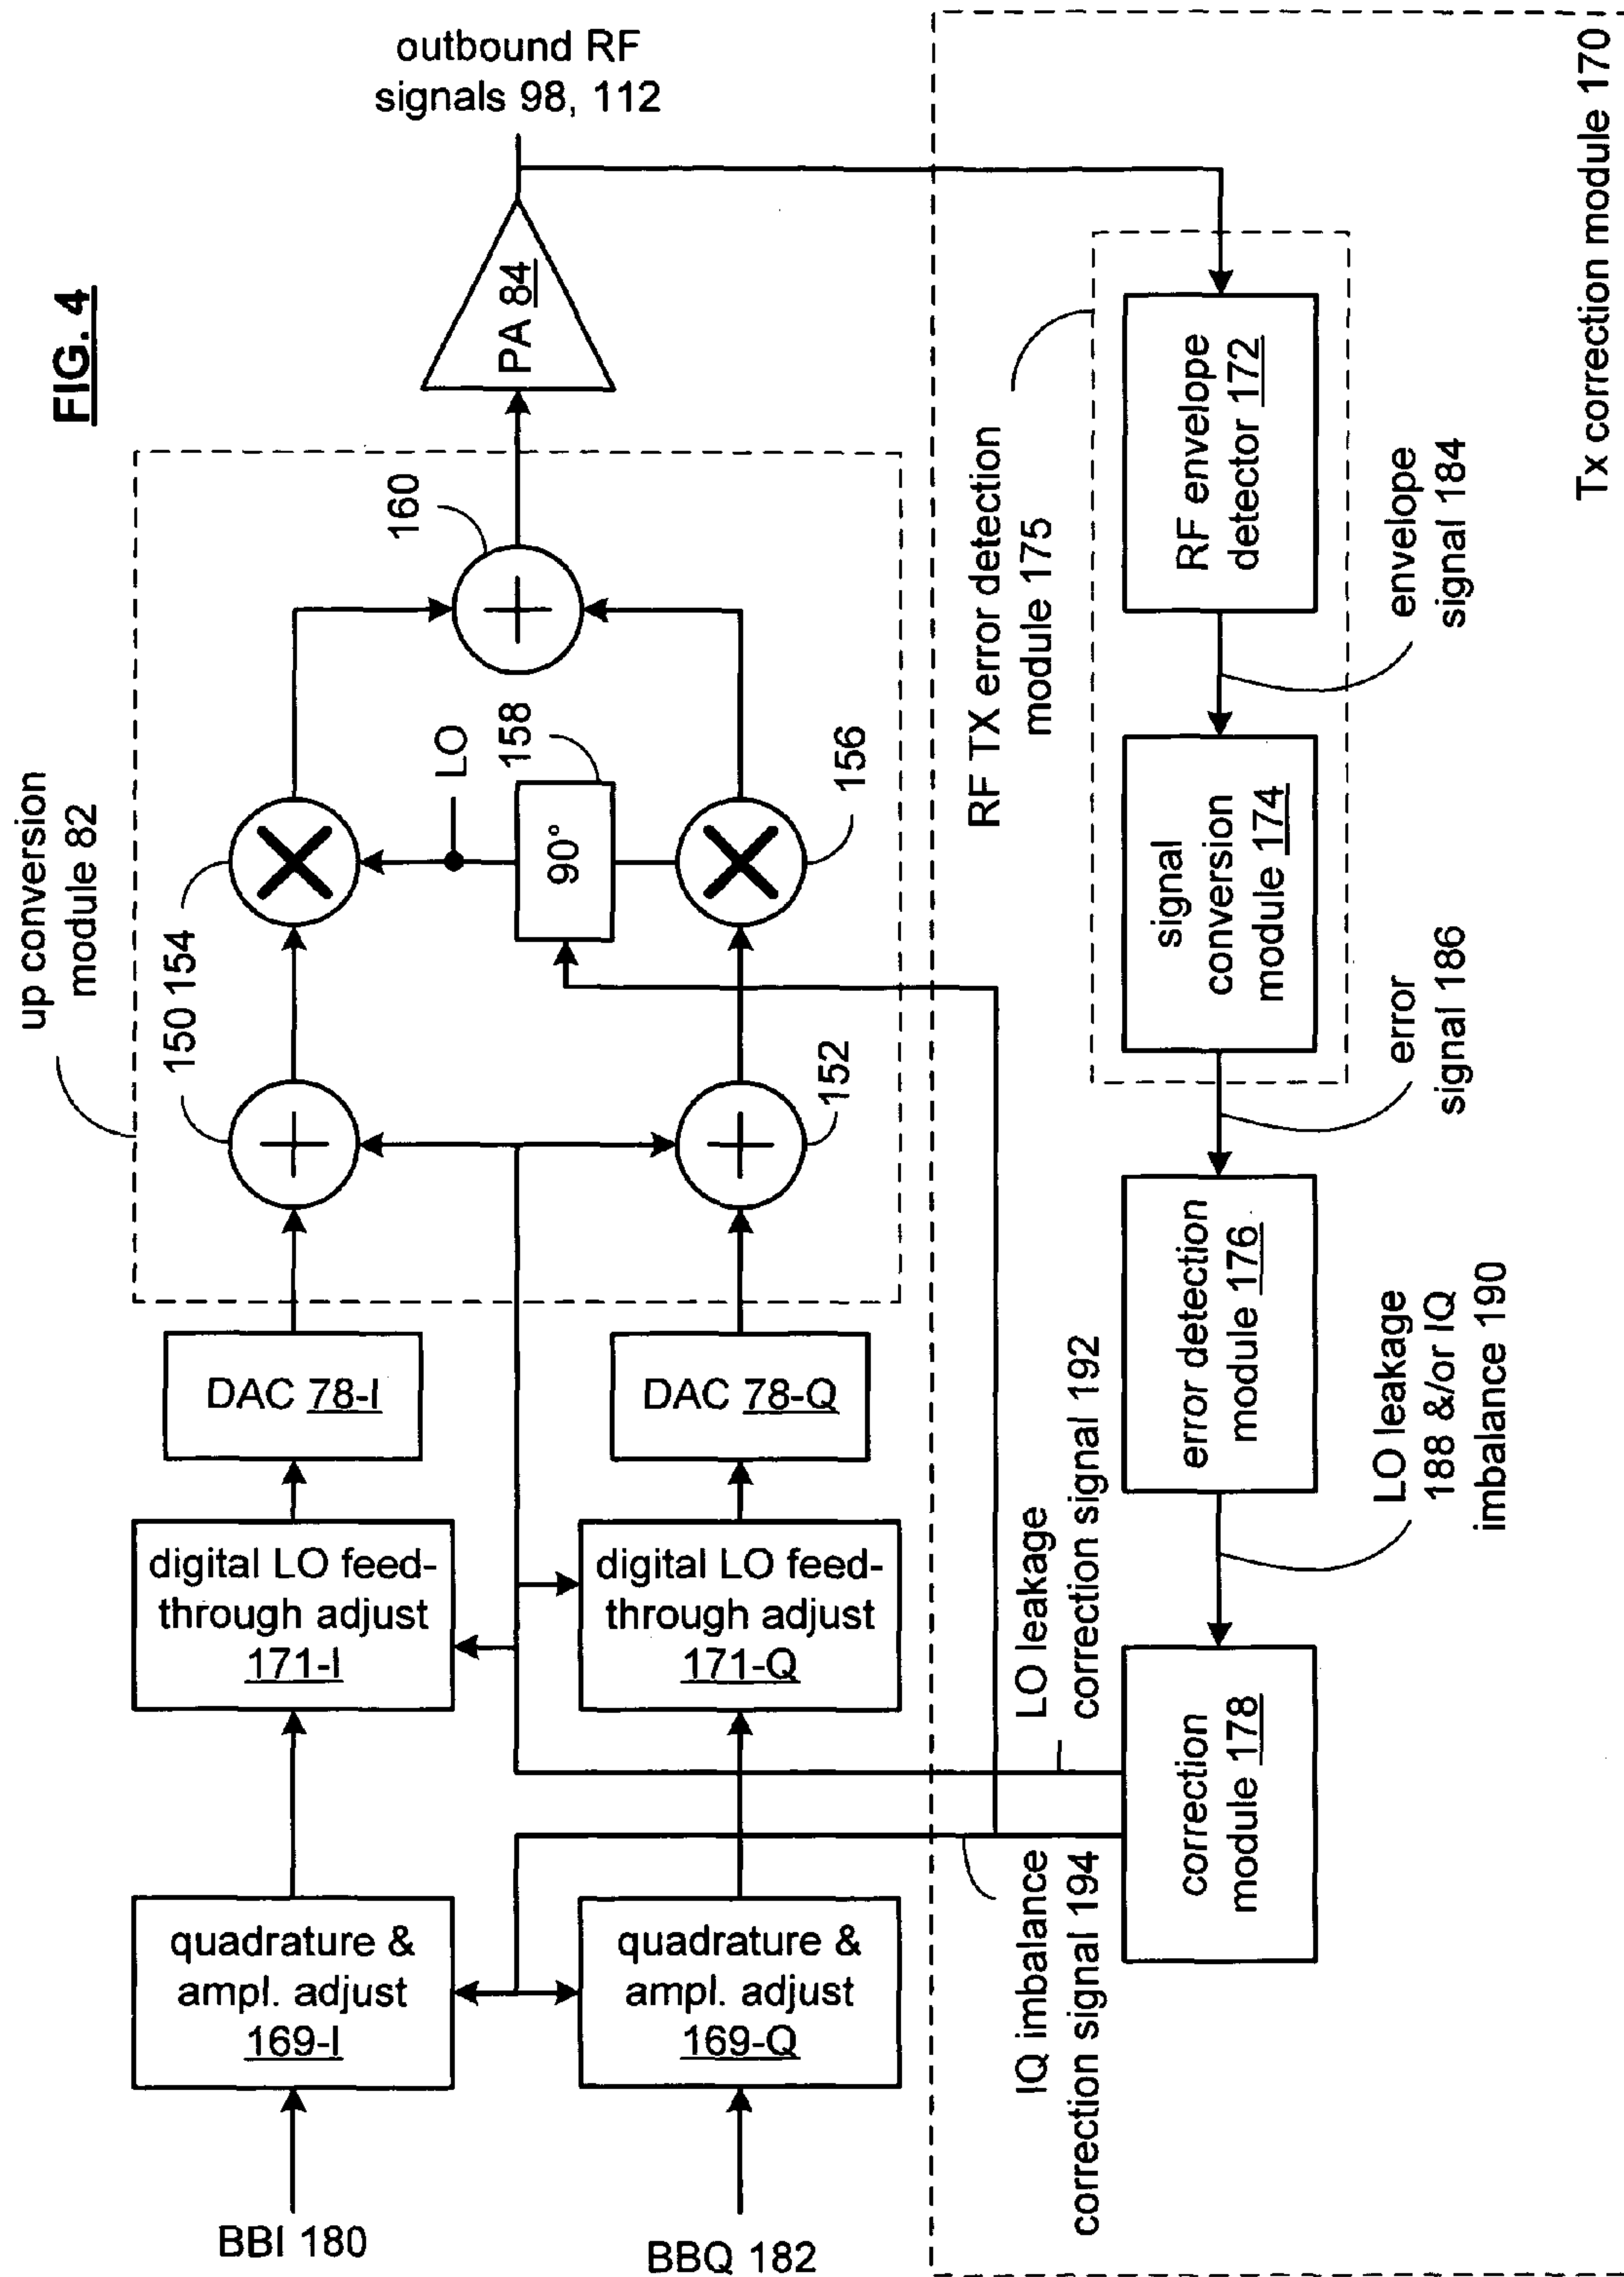 FIG. 4
outbound RF
signals 98, 112
up conversion
module 82
150
154
160
PA 84
LO
158
90°
156
152
BBI 180
quadrature &
ampl. adjust
169-I
digital LO feed-
through adjust
171-I
DAC 78-I
BBQ 182
quadrature &
ampl. adjust
169-Q
digital LO feed-
through adjust
171-Q
DAC 78-Q
IQ imbalance
correction signal 194
LO leakage
correction signal 192
RF TX error detection
module 175
correction
module 178
error detection
module 176
signal
conversion
module 174
RF envelope
detector 172
LO leakage
188 &/or IQ
imbalance 190
error
signal 186
envelope
signal 184
Tx correction module 170